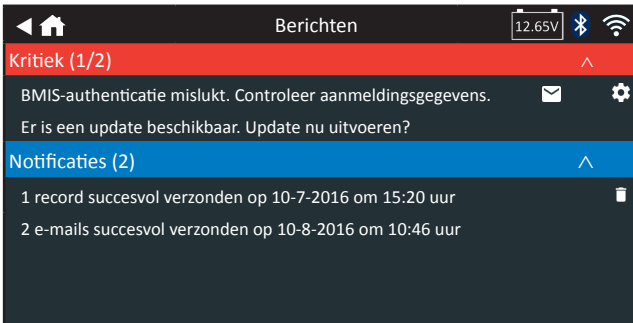 Berichten
12.65V
Kritiek (1/2)
BMIS-authenticatie mislukt. Controleer aanmeldingsgegevens.
Er is een update beschikbaar. Update nu uitvoeren?
Notificaties (2)
1 record succesvol verzonden op 10-7-2016 om 15:20 uur
2 e-mails succesvol verzonden op 10-8-2016 om 10:46 uur